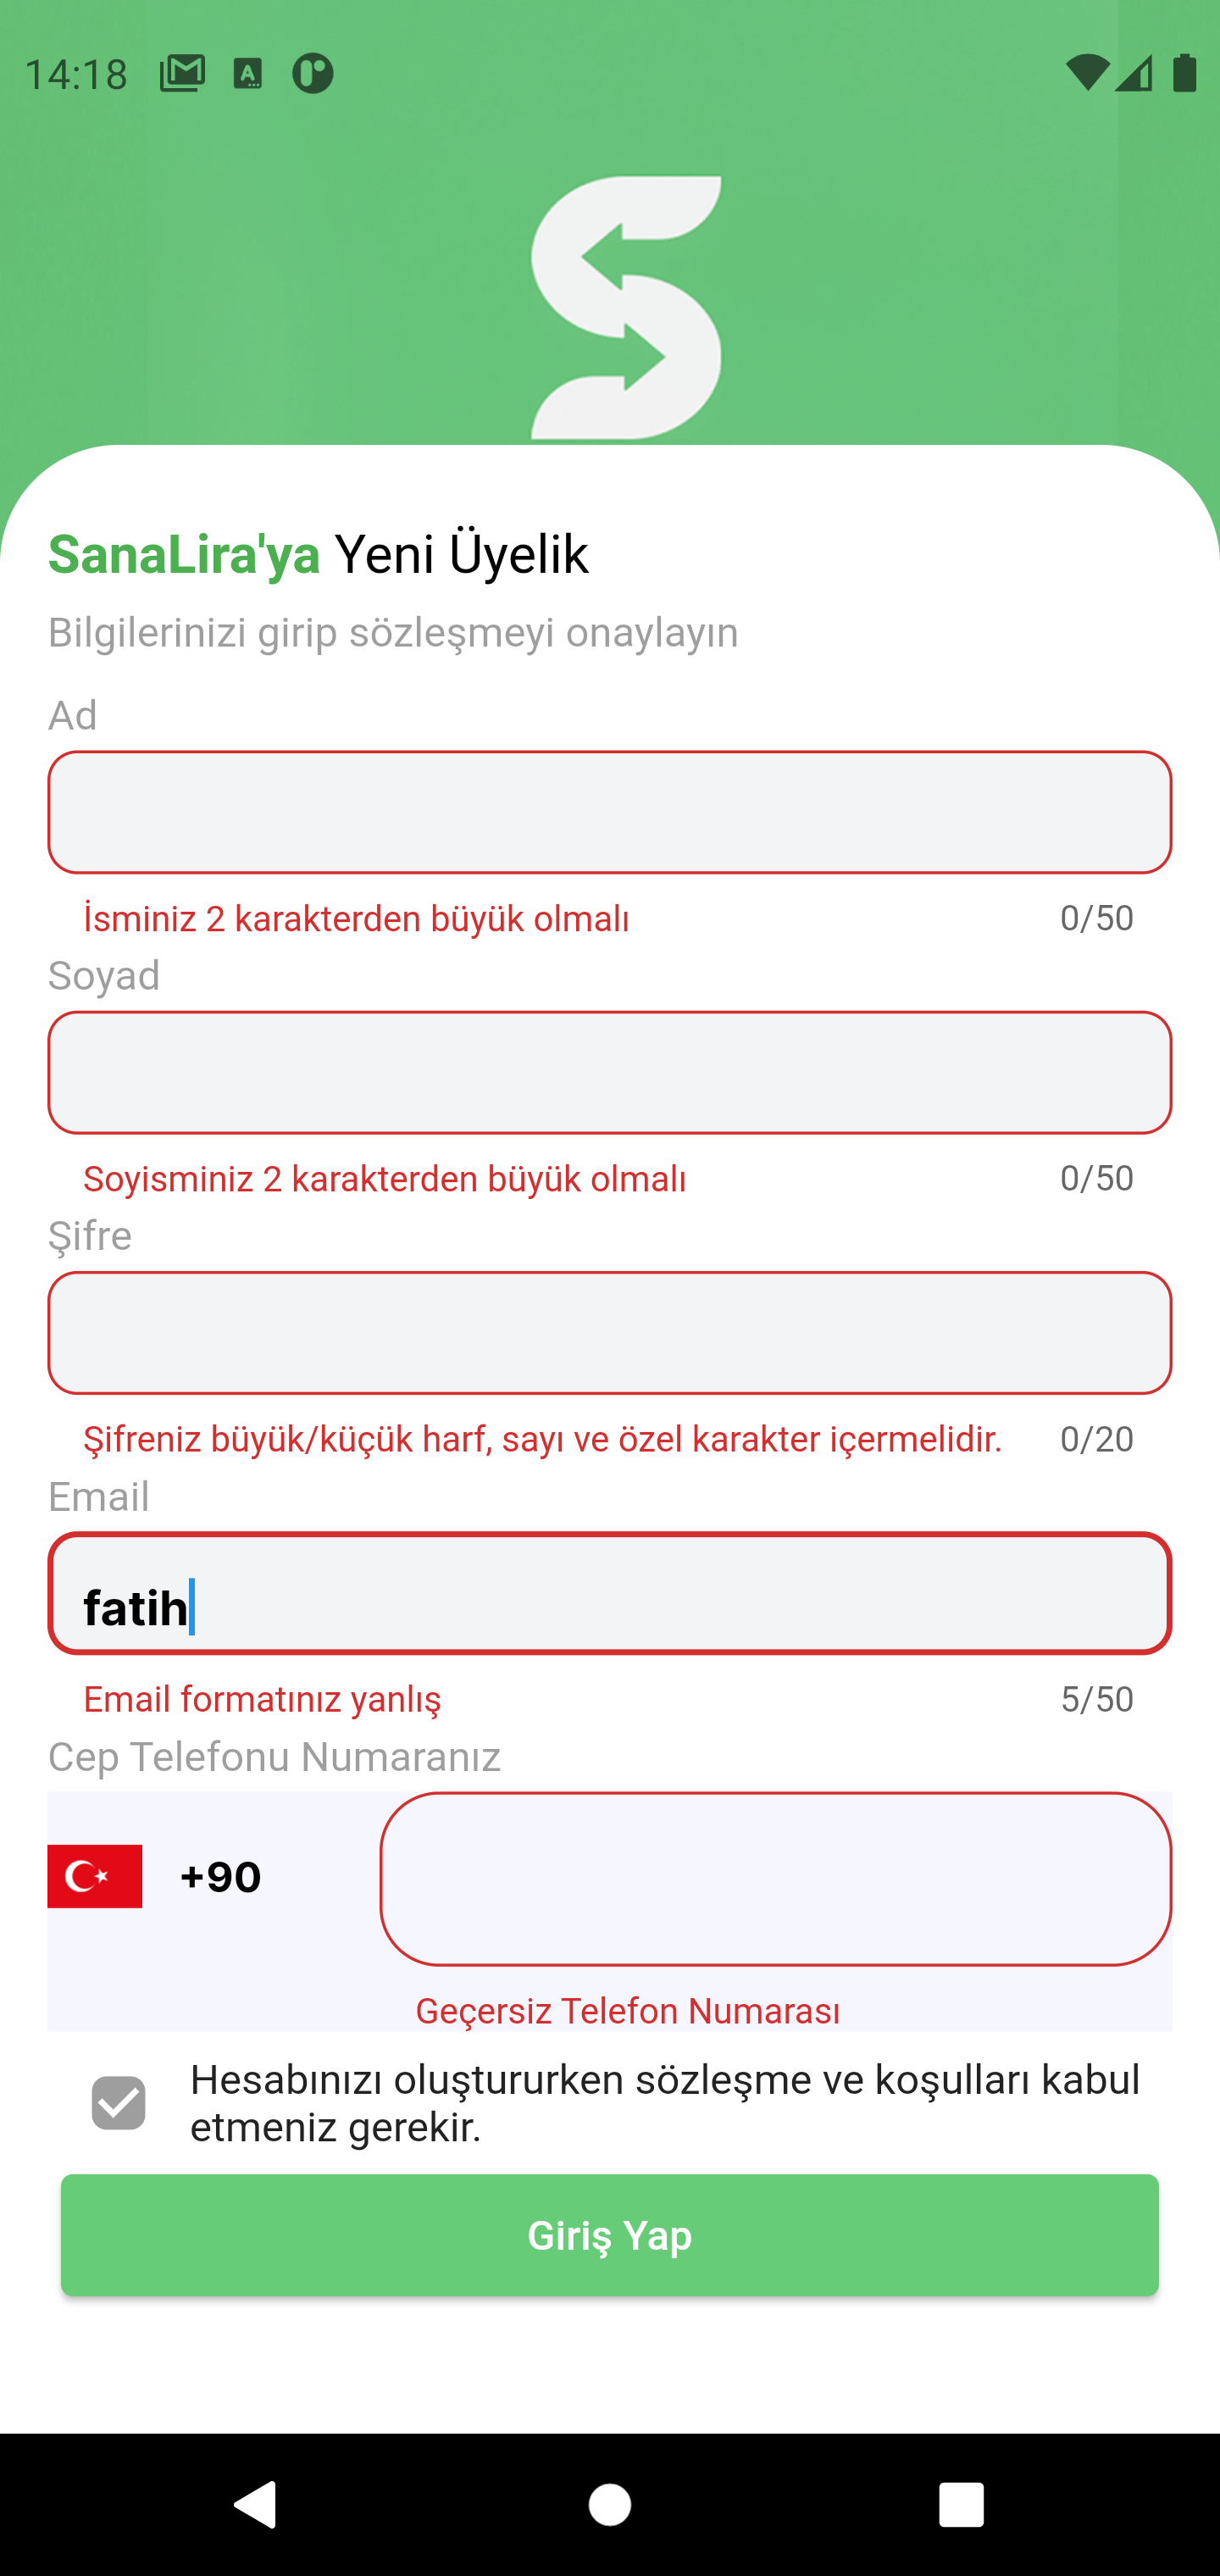 14:18
SanaLira'ya Yeni Üyelik
Bilgilerinizi girip sözleşmeyi onaylayın
Ad
İsminiz 2 karakterden büyük olmalı 0/50
Soyad
Soyisminiz 2 karakterden büyük olmalı 0/50
Şifre
Şifreniz büyük/küçük harf, sayı ve özel karakter içermelidir. 0/20
Email
fatih
Email formatınız yanlış 5/50
Cep Telefonu Numaranız
+90
Geçersiz Telefon Numarası
Hesabınızı oluştururken sözleşme ve koşulları kabul
etmeniz gerekir.
Giriş Yap